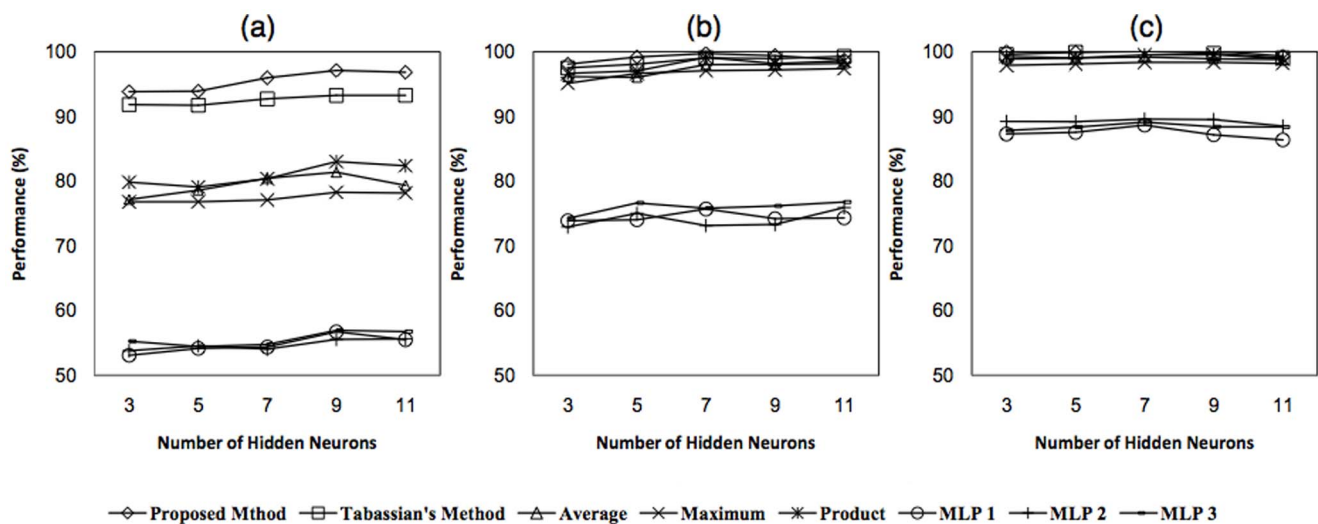 (a)
100
90
80
70
60
50
Performance (%)
3 5 7 9 11
Number of Hidden Neurons
(b)
100
90
80
70
60
50
Performance (%)
3 5 7 9 11
Number of Hidden Neurons
(c)
100
90
80
70
60
50
Performance (%)
3 5 7 9 11
Number of Hidden Neurons
Proposed Mthod Tabassian's Method Average Maximum Product MLP 1 MLP 2 MLP 3